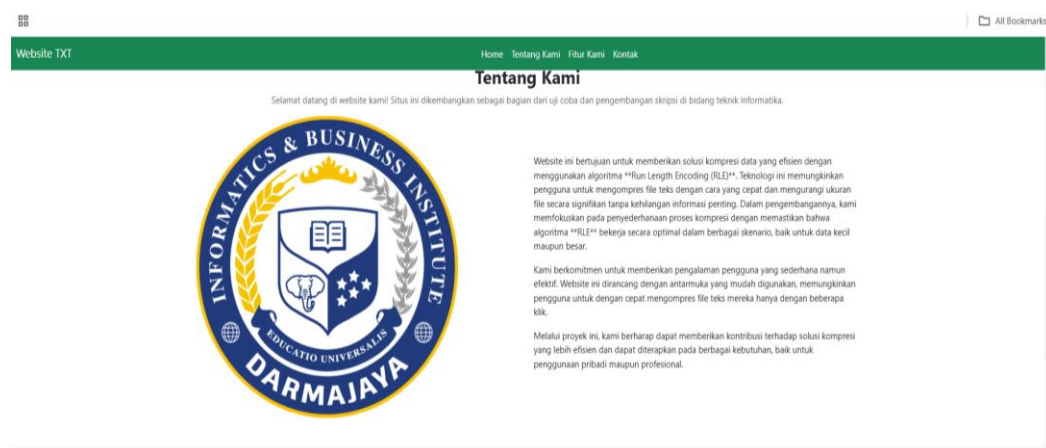 All Bookmarks
Website TXT
Home Tentang Kami Fitur Kami Kontak
Tentang Kami
Selamat datang di website kami! Situs ini dikembangkan sebagai bagian dari uji coba dan pengembangan skripsi di bidang teknik Informatika.
INFORMATICS & BUSINESS INSTITUTE
EDUCATIO UNIVERSALIS
DARMAJAYA
Website ini bertujuan untuk memberikan solusi kompresi data yang efisien dengan
menggunakan algoritma **Run Length Encoding (RLE)**. Teknologi ini memungkinkan
pengguna untuk mengompres file teks dengan cara yang cepat dan mengurangi ukuran
file secara signifikan tanpa kehilangan informasi penting. Dalam pengembangannya, kami
memfokuskan pada penyederhanaan proses kompresi dengan memastikan bahwa
algoritma **RLE** bekerja secara optimal dalam berbagai skenario, baik untuk data kecil
maupun besar.
Kami berkomitmen untuk memberikan pengalaman pengguna yang sederhana namun
efektif. Website ini dirancang dengan antarmuka yang mudah digunakan, memungkinkan
pengguna untuk dengan cepat mengompres file teks mereka hanya dengan beberapa
klik.
Melalui proyek ini, kami berharap dapat memberikan kontribusi terhadap solusi kompresi
yang lebih efisien dan dapat diterapkan pada berbagai kebutuhan, baik untuk
penggunaan pribadi maupun profesional.